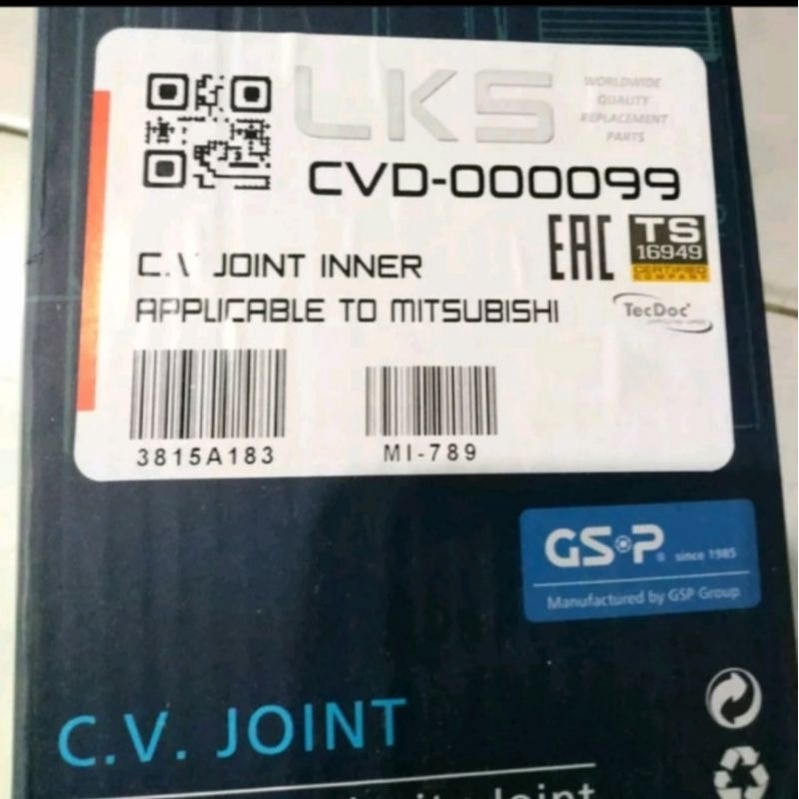 LKS
WORLDWIDE
QUALITY
REPLACEMENT
PARTS
CVD-000099
EAC
TS
16949
CERTIFIED
COMPANY
C.V JOINT INNER
APPLICABLE TO MITSUBISHI
TecDoc
3815A183
MI-789
GSP® since 1985
Manufactured by GSP Group
C.V. JOINT
Joint